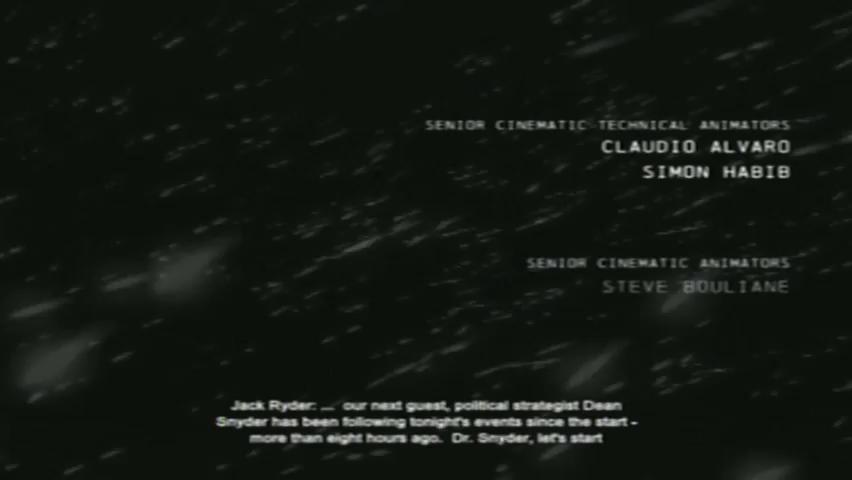 SENIOR CINEMATIC TECHNICAL ANIMATORS
CLAUDIO ALVARO
SIMON HABIB
SENIOR CINEMATIC ANIMATORS
STEVE BOULIANE
Jack Ryder: ... our next guest, political strategist Dean
Snyder has been following tonight's events since the start -
more than eight hours ago. Dr. Snyder, let's start